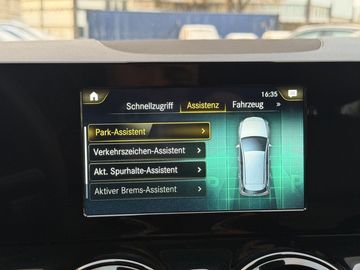 16:35
Schnellzugriff Assistenz Fahrzeug »
Park-Assistent >
Verkehrszeichen-Assistent >
Akt. Spurhalte-Assistent >
Aktiver Brems-Assistent >